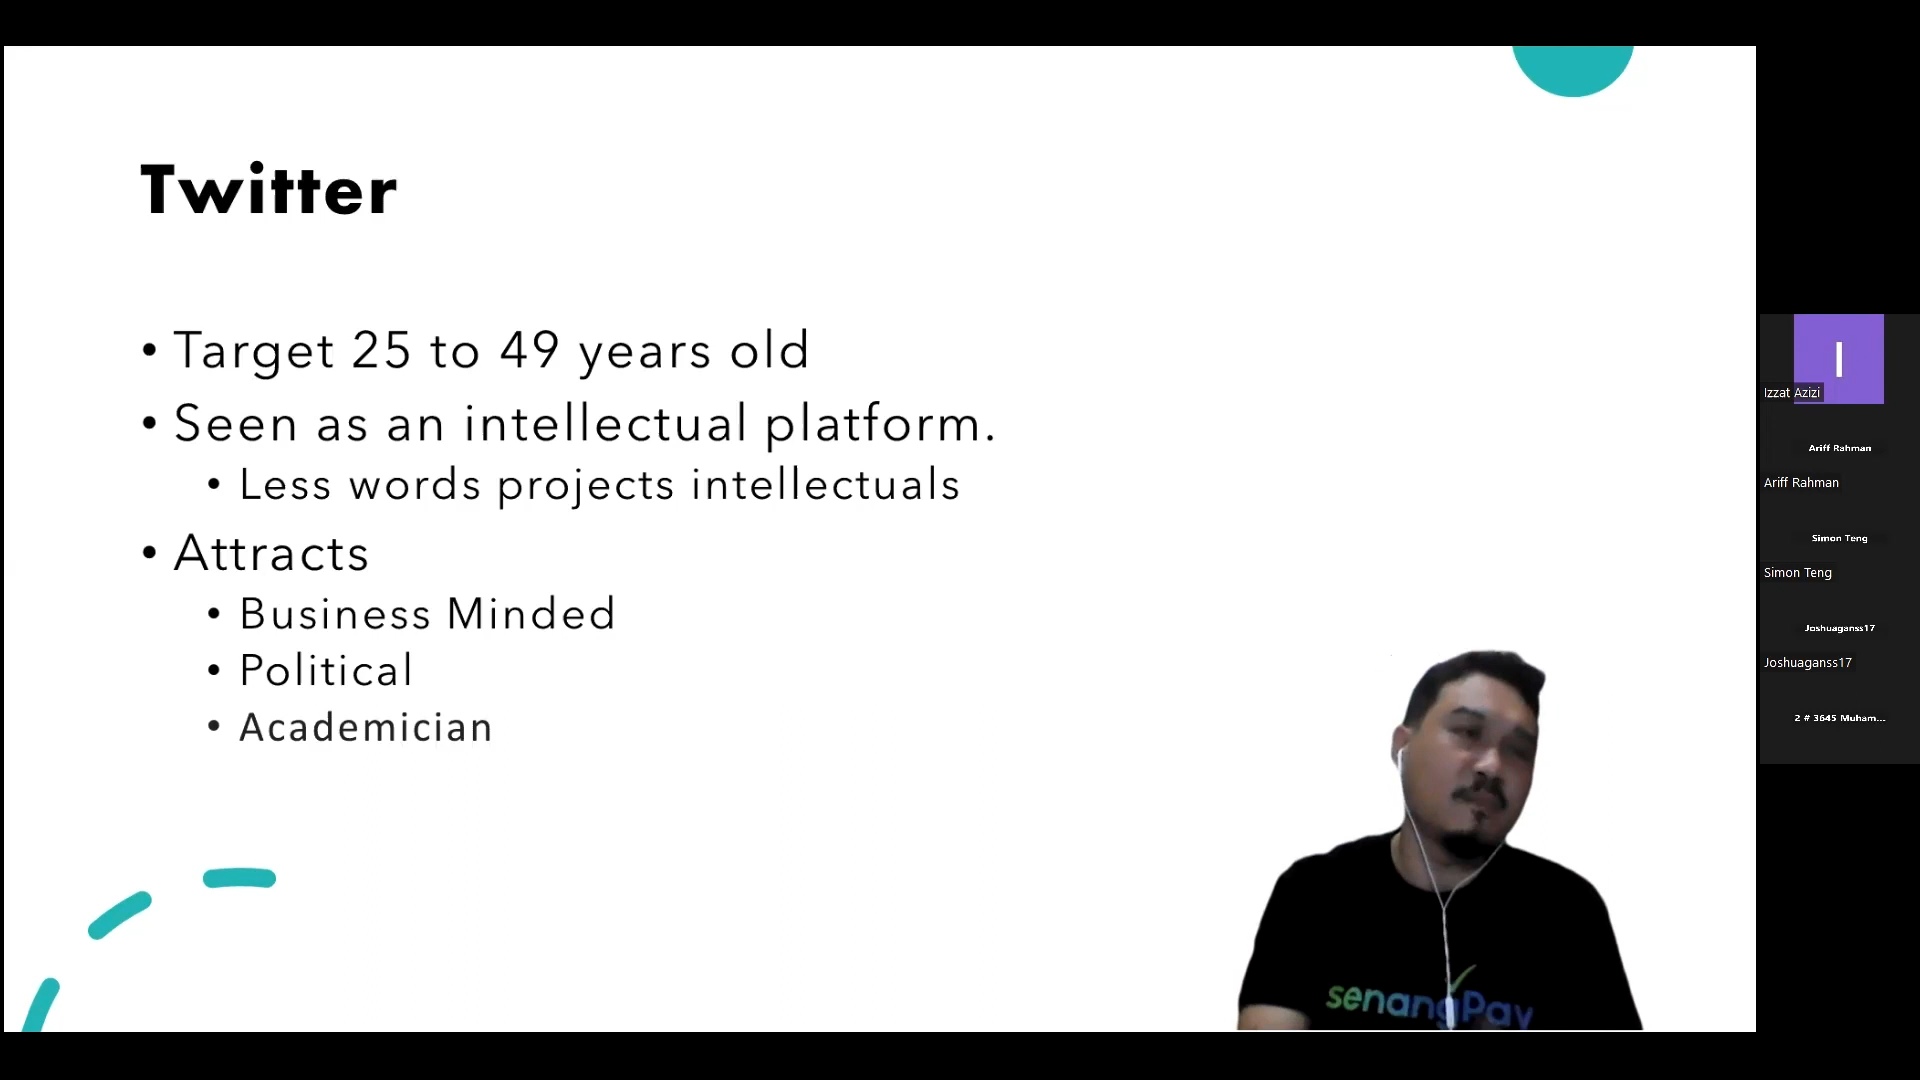 Twitter
• Target 25 to 49 years old
• Seen as an intellectual platform.
• Less words projects intellectuals
• Attracts
• Business Minded
• Political
• Academician
senangPay
I
Izzat Azizi
Ariff Rahman
Ariff Rahman
Simon Teng
Simon Teng
Joshuaganss17
Joshuaganss17
2 # 3645 Muham...